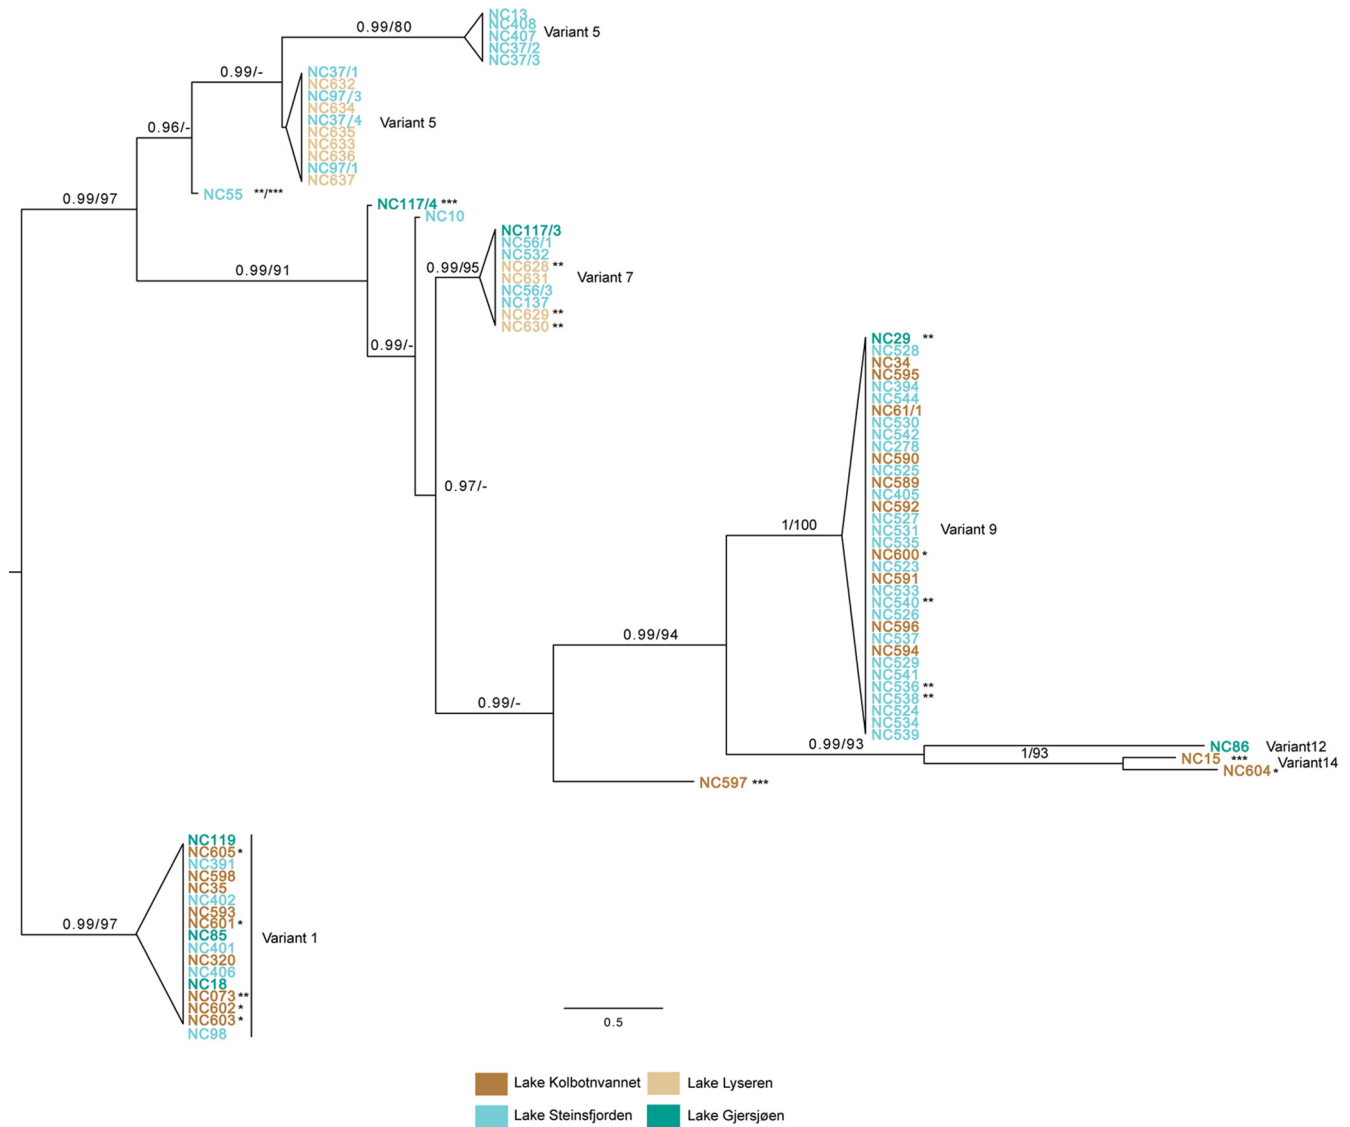 0.99/80
NC13
NC408
NC407
NC37/2
NC37/3
Variant 5
0.99/-
NC37/1
NC632
NC97/3
NC634
NC37/4
NC635
NC633
NC636
NC97/1
NC637
Variant 5
0.96/-
NC55 **/***
0.99/97
NC117/4 ***
NC10
0.99/91
0.99/95
NC117/3
NC56/1
NC532
NC628 **
NC631
NC56/3
NC137
NC629 **
NC630 **
Variant 7
0.99/-
0.97/-
1/100
NC29 **
NC528
NC34
NC595
NC394
NC544
NC61/1
NC530
NC542
NC278
NC590
NC525
NC589
NC405
NC592
NC527
NC531
NC535
NC600 *
NC523
NC591
NC533
NC540 **
NC526
NC596
NC537
NC594
NC529
NC541
NC536 **
NC538 **
NC524
NC534
NC539
Variant 9
0.99/94
0.99/-
0.99/93
1/93
NC86 Variant12
NC15 ***
NC604 * Variant14
NC597 ***
0.99/97
NC119
NC605 *
NC391
NC598
NC35
NC402
NC593
NC601 *
NC85
NC401
NC320
NC406
NC18
NC073 **
NC602 *
NC603 *
NC98
Variant 1
0.5
Lake Kolbotnvannet
Lake Lyseren
Lake Steinsfjorden
Lake Gjersjøen